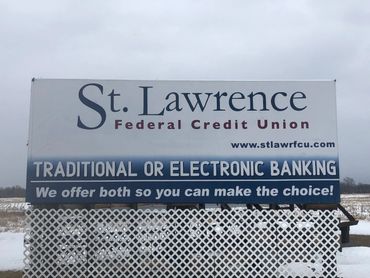 St. Lawrence
Federal Credit Union
www.stlawrfcu.com
TRADITIONAL OR ELECTRONIC BANKING
We offer both so you can make the choice!